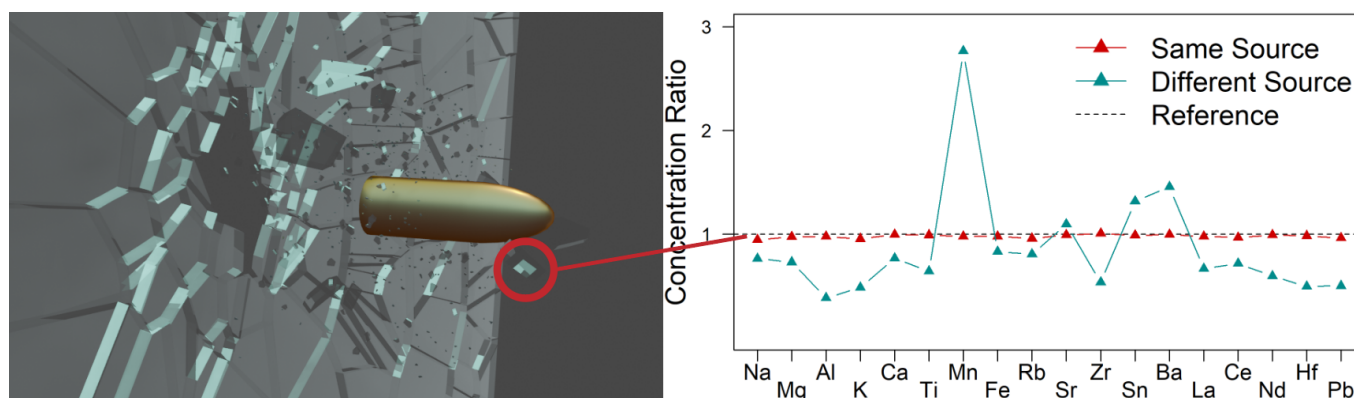 3
2
1
Concentration Ratio
Same Source
Different Source
Reference
Na Mg Al K Ca Ti Mn Fe Rb Sr Zr Sn Ba La Ce Nd Hf Pb